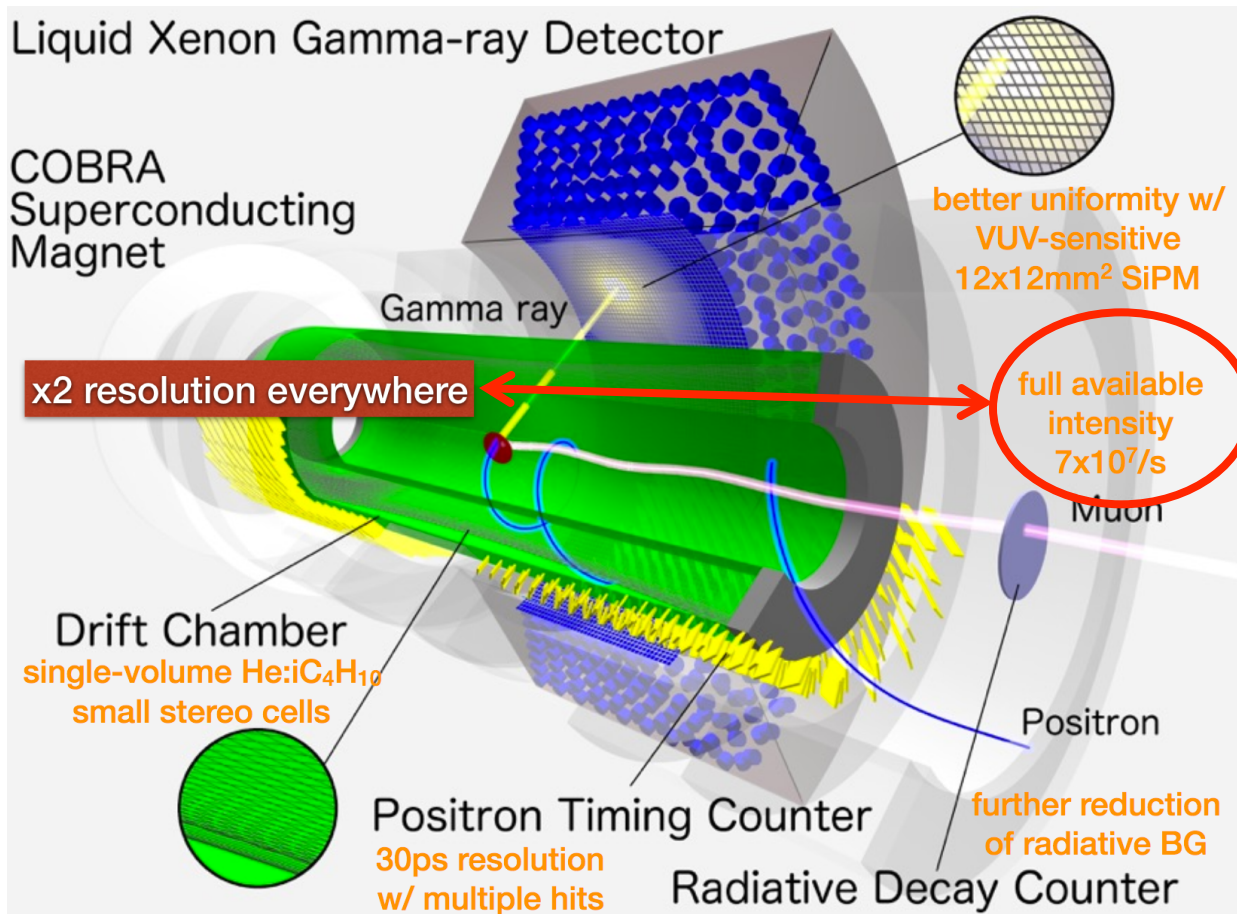 Liquid Xenon Gamma-ray Detector
COBRA
Superconducting
Magnet
better uniformity w/
VUV-sensitive
12x12mm² SiPM
Gamma ray
x2 resolution everywhere
full available
intensity
7x10⁷/s
Muon
Drift Chamber
single-volume He:iC₄H₁₀
small stereo cells
Positron
Positron Timing Counter
30ps resolution
w/ multiple hits
further reduction
of radiative BG
Radiative Decay Counter